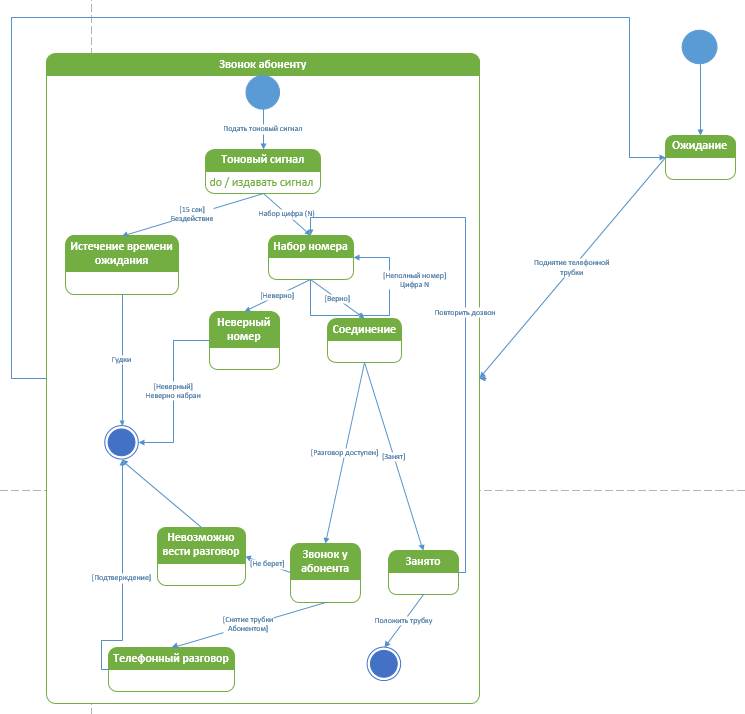 Звонок абоненту
Подать тоновый сигнал
Ожидание
Тоновый сигнал
do / издавать сигнал
[15 сек]
Бездействие
Набор цифра (N)
Истечение времени
ожидания
Набор номера
Поднятие телефонной
трубки
[Неполный номер]
Цифра N
[Неверно]
[Верно]
Повторить дозвон
Неверный
номер
Соединение
Гудки
[Неверный]
Неверно набран
[Разговор доступен]
[Занят]
Невозможно
вести разговор
Звонок у
абонента
Занято
[Не берет]
[Подтверждение]
[Снятие трубки
Абонентом]
Положить трубку
Телефонный разговор